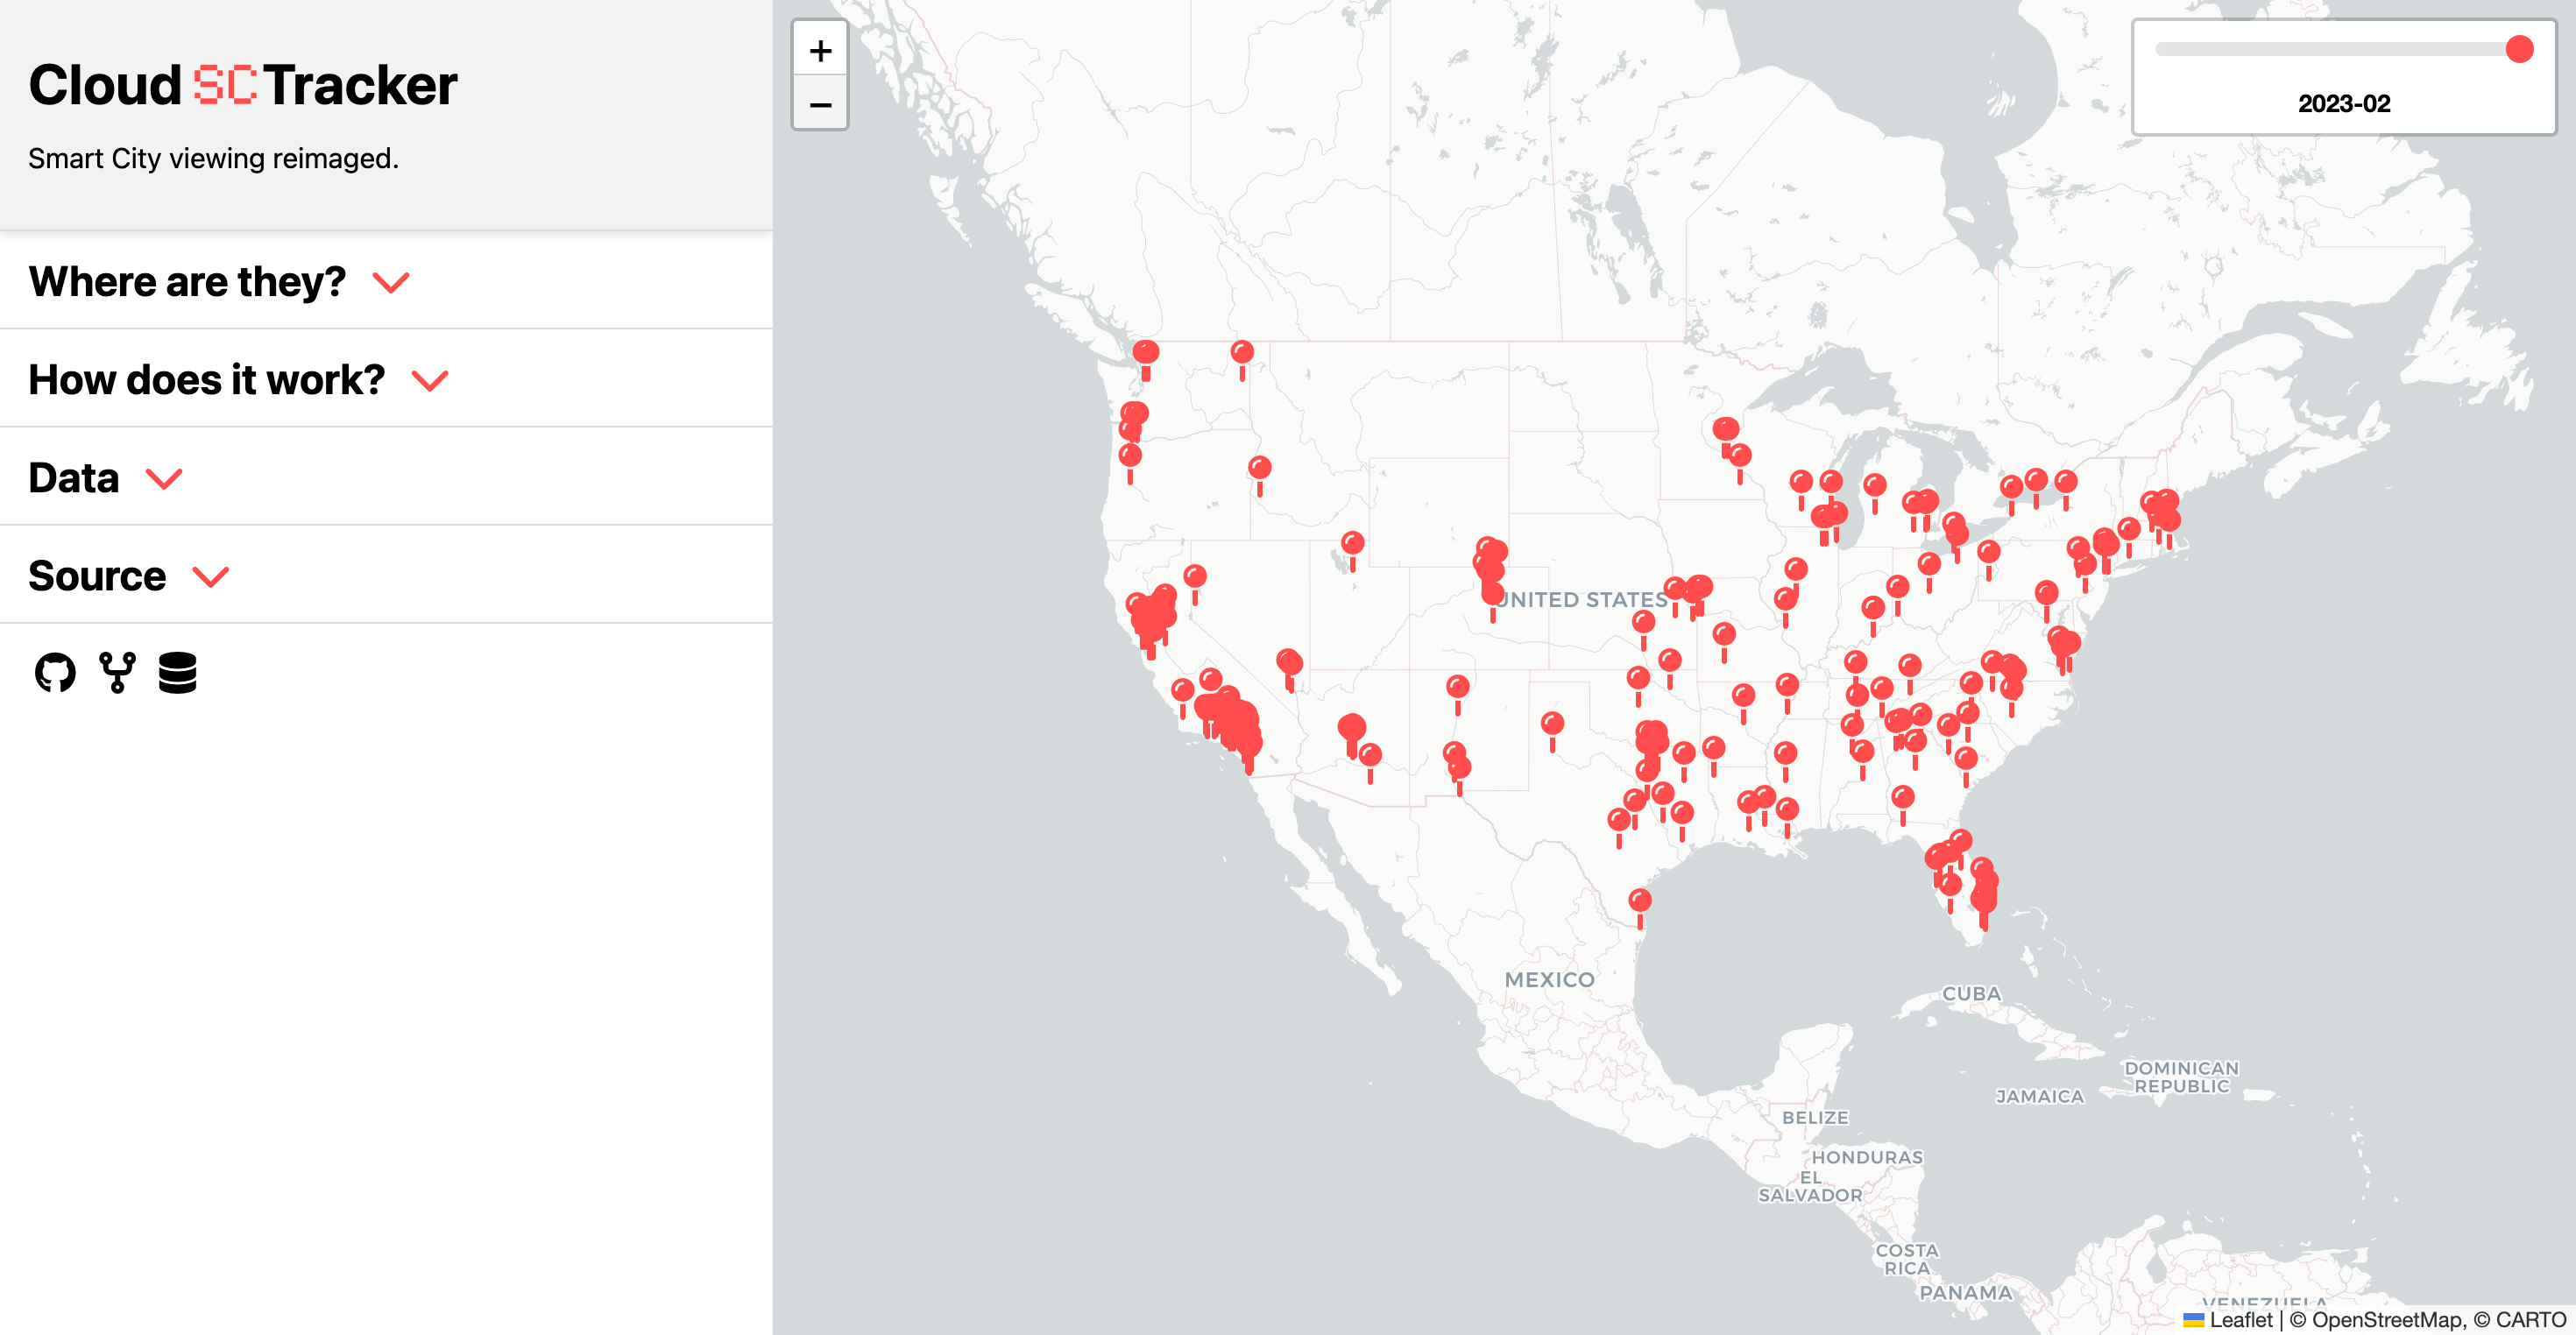 Cloud SC Tracker
Smart City viewing reimaged.
Where are they?
How does it work?
Data
Source
+
−
2023-02
UNITED STATES
MEXICO
CUBA
DOMINICAN
REPUBLIC
JAMAICA
BELIZE
HONDURAS
EL
SALVADOR
COSTA
RICA
PANAMA
VENEZUELA
Leaflet | © OpenStreetMap, © CARTO